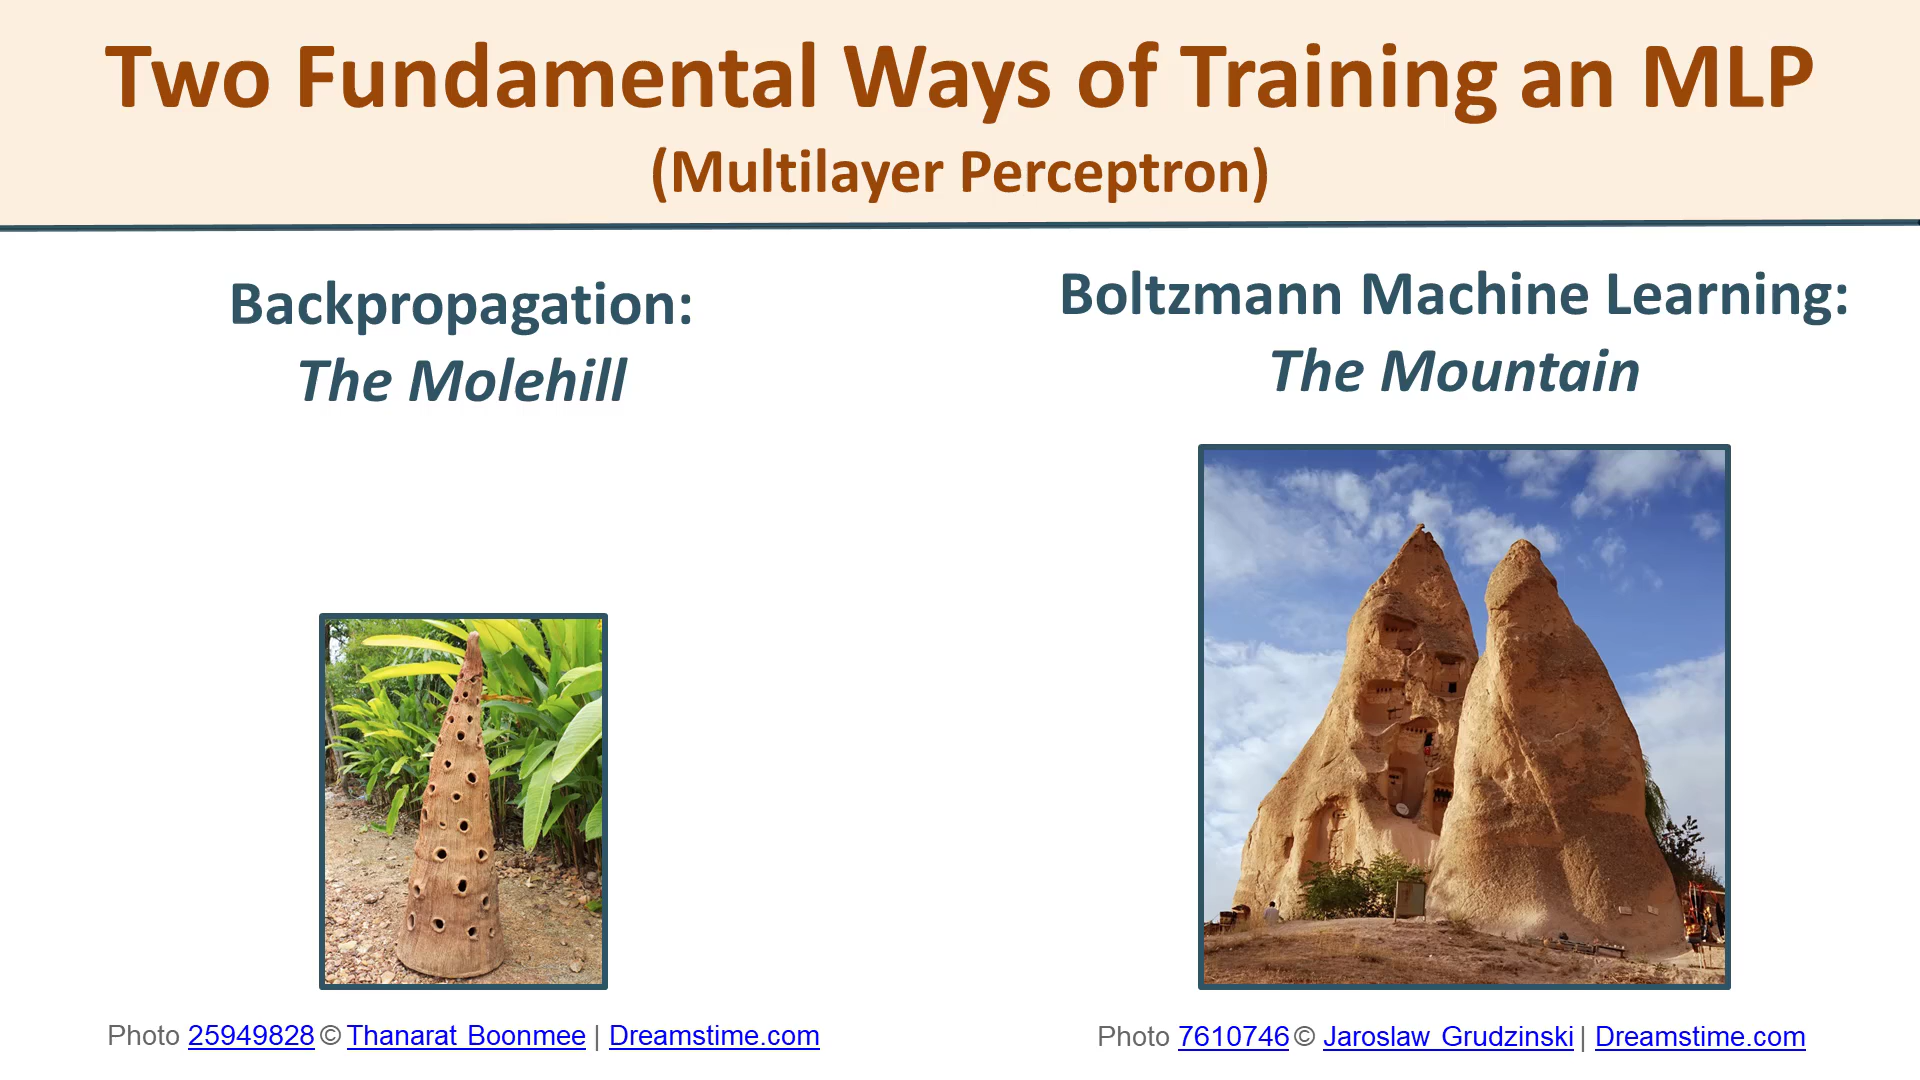 Two Fundamental Ways of Training an MLP
(Multilayer Perceptron)
Backpropagation:
The Molehill
Boltzmann Machine Learning:
The Mountain
Photo 25949828 © Thanarat Boonmee | Dreamstime.com
Photo 7610746 © Jaroslaw Grudzinski | Dreamstime.com